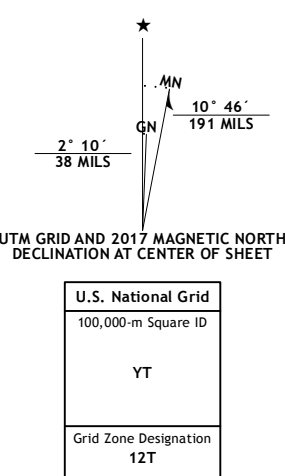 ★
MN
10° 46´
191 MILS
GN
2° 10´
38 MILS
UTM GRID AND 2017 MAGNETIC NORTH
DECLINATION AT CENTER OF SHEET
U.S. National Grid
100,000-m Square ID
YT
Grid Zone Designation
12T